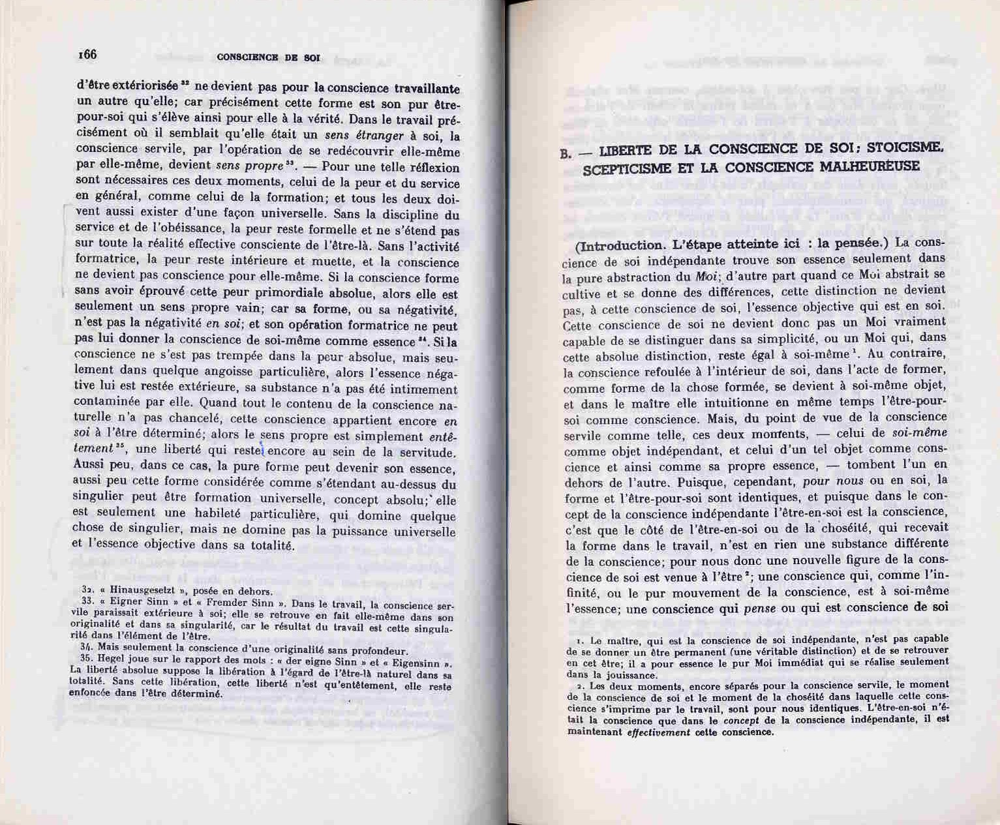 166
CONSCIENCE DE SOI
d'être extériorisée ³² ne devient pas pour la conscience travaillante
un autre qu'elle; car précisément cette forme est son pur être-
pour-soi qui s'élève ainsi pour elle à la vérité. Dans le travail pré-
cisément où il semblait qu'elle était un sens étranger à soi, la
conscience servile, par l'opération de se redécouvrir elle-même
par elle-même, devient sens propre ³³. — Pour une telle réflexion
sont nécessaires ces deux moments, celui de la peur et du service
en général, comme celui de la formation; et tous les deux doi-
vent aussi exister d'une façon universelle. Sans la discipline du
service et de l'obéissance, la peur reste formelle et ne s'étend pas
sur toute la réalité effective consciente de l'être-là. Sans l'activité
formatrice, la peur reste intérieure et muette, et la conscience
ne devient pas conscience pour elle-même. Si la conscience forme
sans avoir éprouvé cette peur primordiale absolue, alors elle est
seulement un sens propre vain; car sa forme, ou sa négativité,
n'est pas la négativité en soi; et son opération formatrice ne peut
pas lui donner la conscience de soi-même comme essence ³⁴. Si la
conscience ne s'est pas trempée dans la peur absolue, mais seu-
lement dans quelque angoisse particulière, alors l'essence néga-
tive lui est restée extérieure, sa substance n'a pas été intimement
contaminée par elle. Quand tout le contenu de la conscience na-
turelle n'a pas chancelé, cette conscience appartient encore en
soi à l'être déterminé; alors le sens propre est simplement entê-
tement ³⁵, une liberté qui reste encore au sein de la servitude.
Aussi peu, dans ce cas, la pure forme peut devenir son essence,
aussi peu cette forme considérée comme s'étendant au-dessus du
singulier peut être formation universelle, concept absolu; elle
est seulement une habileté particulière, qui domine quelque
chose de singulier, mais ne domine pas la puissance universelle
et l'essence objective dans sa totalité.
32. « Hinausgesetzt », posée en dehors.
33. « Eigner Sinn » et « Fremder Sinn ». Dans le travail, la conscience ser-
vile paraissait extérieure à soi; elle se retrouve en fait elle-même dans son
originalité et dans sa singularité, car le résultat du travail est cette singula-
rité dans l'élément de l'être.
34. Mais seulement la conscience d'une originalité sans profondeur.
35. Hegel joue sur le rapport des mots : « der eigne Sinn » et « Eigensinn ».
La liberté absolue suppose la libération à l'égard de l'être-là naturel dans sa
totalité. Sans cette libération, cette liberté n'est qu'entêtement, elle reste
enfoncée dans l'être déterminé.
B. — LIBERTE DE LA CONSCIENCE DE SOI; STOICISME,
SCEPTICISME ET LA CONSCIENCE MALHEUREUSE
(Introduction. L'étape atteinte ici : la pensée.) La cons-
cience de soi indépendante trouve son essence seulement dans
la pure abstraction du Moi; d'autre part quand ce Moi abstrait se
cultive et se donne des différences, cette distinction ne devient
pas, à cette conscience de soi, l'essence objective qui est en soi.
Cette conscience de soi ne devient donc pas un Moi vraiment
capable de se distinguer dans sa simplicité, ou un Moi qui, dans
cette absolue distinction, reste égal à soi-même ¹. Au contraire,
la conscience refoulée à l'intérieur de soi, dans l'acte de former,
comme forme de la chose formée, se devient à soi-même objet,
et dans le maître elle intuitionne en même temps l'être-pour-
soi comme conscience. Mais, du point de vue de la conscience
servile comme telle, ces deux moments, — celui de soi-même
comme objet indépendant, et celui d'un tel objet comme cons-
cience et ainsi comme sa propre essence, — tombent l'un en
dehors de l'autre. Puisque, cependant, pour nous ou en soi, la
forme et l'être-pour-soi sont identiques, et puisque dans le con-
cept de la conscience indépendante l'être-en-soi est la conscience,
c'est que le côté de l'être-en-soi ou de la choséité, qui recevait
la forme dans le travail, n'est en rien une substance différente
de la conscience; pour nous donc une nouvelle figure de la cons-
cience de soi est venue à l'être ²; une conscience qui, comme l'in-
finité, ou le pur mouvement de la conscience, est à soi-même
l'essence; une conscience qui pense ou qui est conscience de soi
1. Le maître, qui est la conscience de soi indépendante, n'est pas capable
de se donner un être permanent (une véritable distinction) et de se retrouver
en cet être; il a pour essence le pur Moi immédiat qui se réalise seulement
dans la jouissance.
2. Les deux moments, encore séparés pour la conscience servile, le moment
de la conscience de soi et le moment de la choséité dans laquelle cette cons-
cience s'imprime par le travail, sont pour nous identiques. L'être-en-soi n'é-
tait la conscience que dans le concept de la conscience indépendante, il est
maintenant effectivement cette conscience.